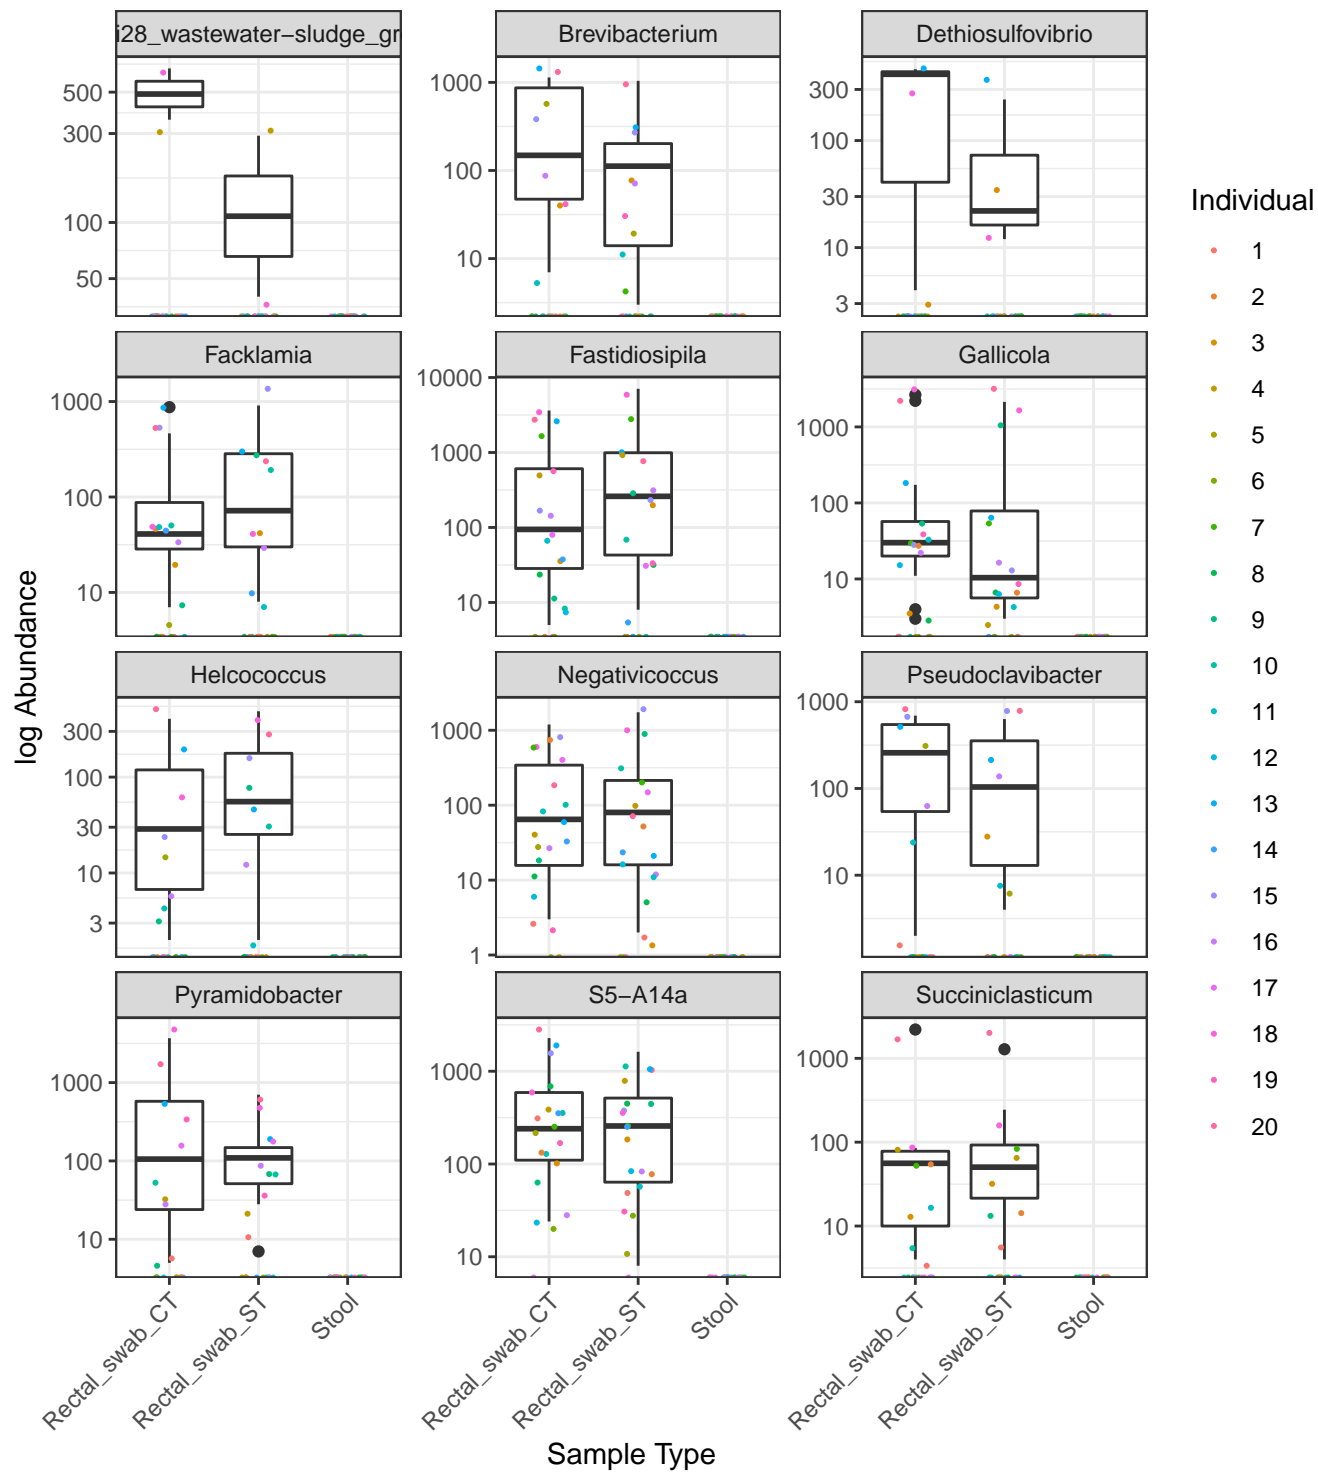 i28_wastewater−sludge_gr
Brevibacterium
Dethiosulfovibrio
500
300
100
50
1000
100
10
300
100
30
10
3
Facklamia
Fastidiosipila
Gallicola
1000
100
10
10000
1000
100
10
1000
100
10
Helcococcus
Negativicoccus
Pseudoclavibacter
300
100
30
10
3
1000
100
10
1
1000
100
10
Pyramidobacter
S5−A14a
Succiniclasticum
1000
100
10
1000
100
10
1000
100
10
Rectal_swab_CT
Rectal_swab_ST
Stool
Rectal_swab_CT
Rectal_swab_ST
Stool
Rectal_swab_CT
Rectal_swab_ST
Stool
Sample Type
log Abundance
Individual
1
2
3
4
5
6
7
8
9
10
11
12
13
14
15
16
17
18
19
20